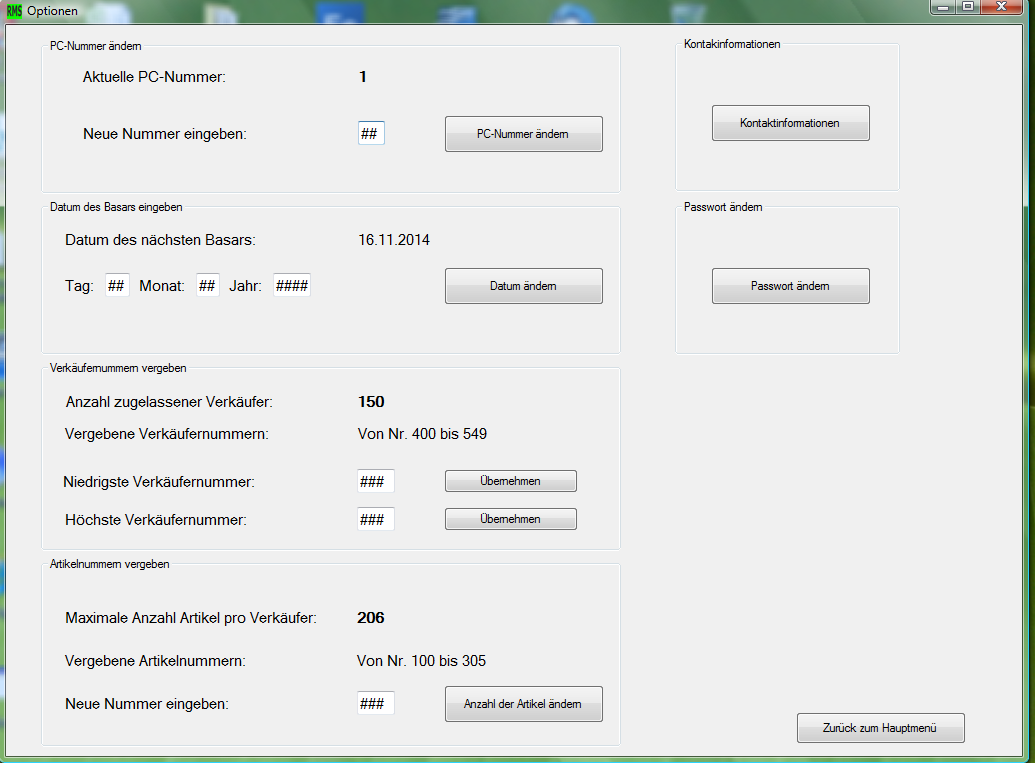 RMS Optionen
PC-Nummer ändern
Aktuelle PC-Nummer: 1
Neue Nummer eingeben: ## PC-Nummer ändern
Kontakinformationen
Kontaktinformationen
Datum des Basars eingeben
Datum des nächsten Basars: 16.11.2014
Tag: ## Monat: ## Jahr: #### Datum ändern
Passwort ändern
Passwort ändern
Verkäufernummern vergeben
Anzahl zugelassener Verkäufer: 150
Vergebene Verkäufernummern: Von Nr. 400 bis 549
Niedrigste Verkäufernummer: ### Übernehmen
Höchste Verkäufernummer: ### Übernehmen
Artikelnummern vergeben
Maximale Anzahl Artikel pro Verkäufer: 206
Vergebene Artikelnummern: Von Nr. 100 bis 305
Neue Nummer eingeben: ### Anzahl der Artikel ändern
Zurück zum Hauptmenü